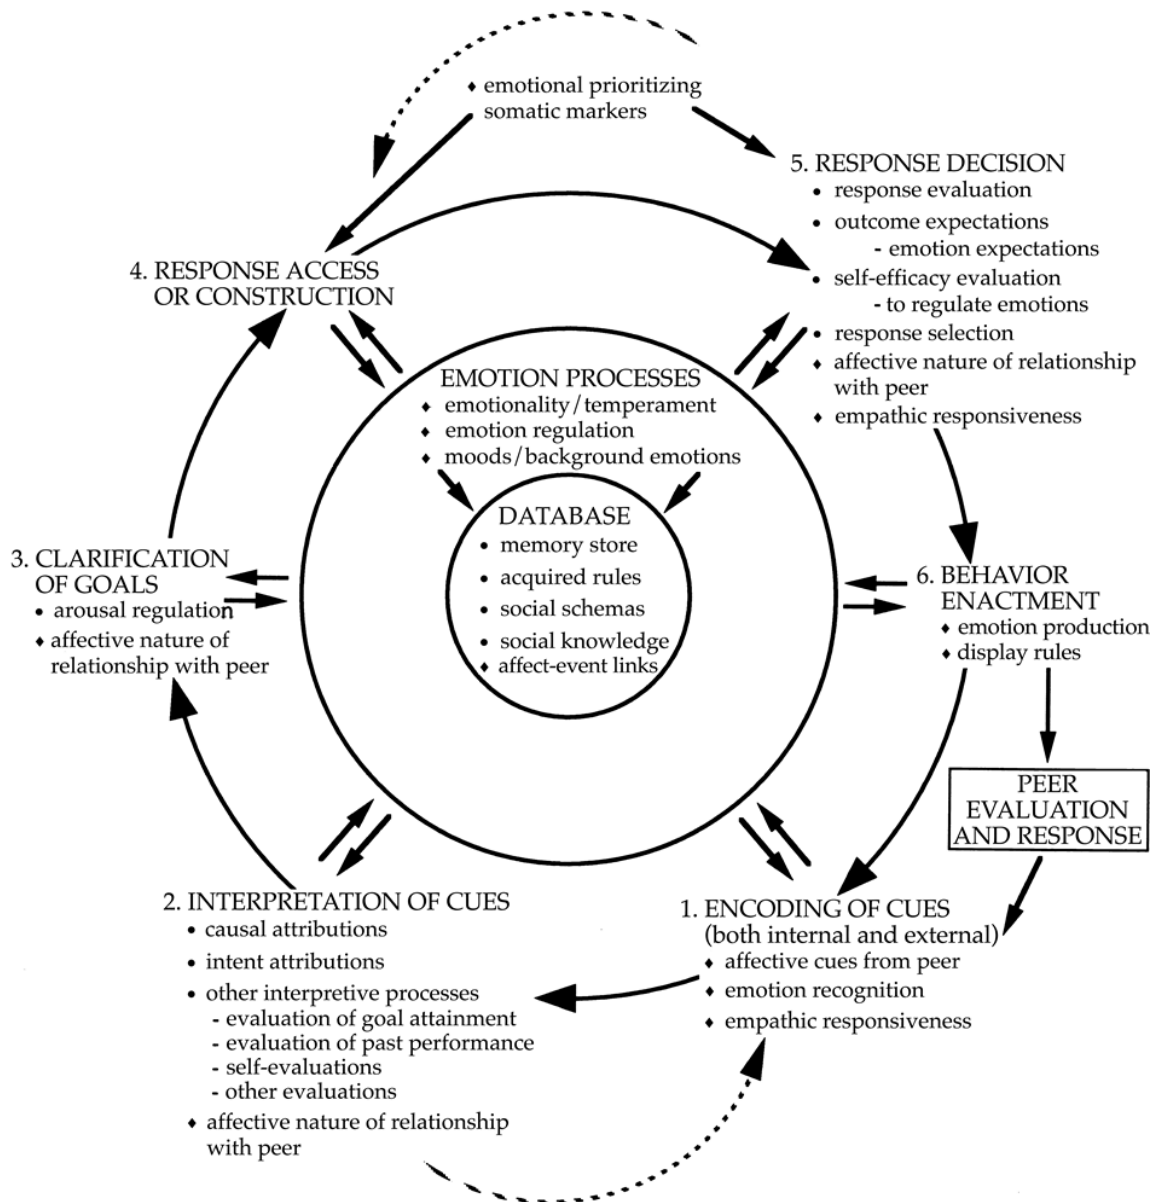 ♦ emotional prioritizing
somatic markers
5. RESPONSE DECISION
• response evaluation
• outcome expectations
- emotion expectations
• self-efficacy evaluation
- to regulate emotions
• response selection
♦ affective nature of relationship
with peer
♦ empathic responsiveness
4. RESPONSE ACCESS
OR CONSTRUCTION
EMOTION PROCESSES
♦ emotionality/temperament
♦ emotion regulation
♦ moods/background emotions
DATABASE
• memory store
• acquired rules
• social schemas
• social knowledge
♦ affect-event links
3. CLARIFICATION
OF GOALS
• arousal regulation
♦ affective nature of
relationship with peer
6. BEHAVIOR
ENACTMENT
♦ emotion production
♦ display rules
PEER
EVALUATION
AND RESPONSE
2. INTERPRETATION OF CUES
• causal attributions
• intent attributions
• other interpretive processes
- evaluation of goal attainment
- evaluation of past performance
- self-evaluations
- other evaluations
♦ affective nature of relationship
with peer
1. ENCODING OF CUES
(both internal and external)
♦ affective cues from peer
♦ emotion recognition
♦ empathic responsiveness